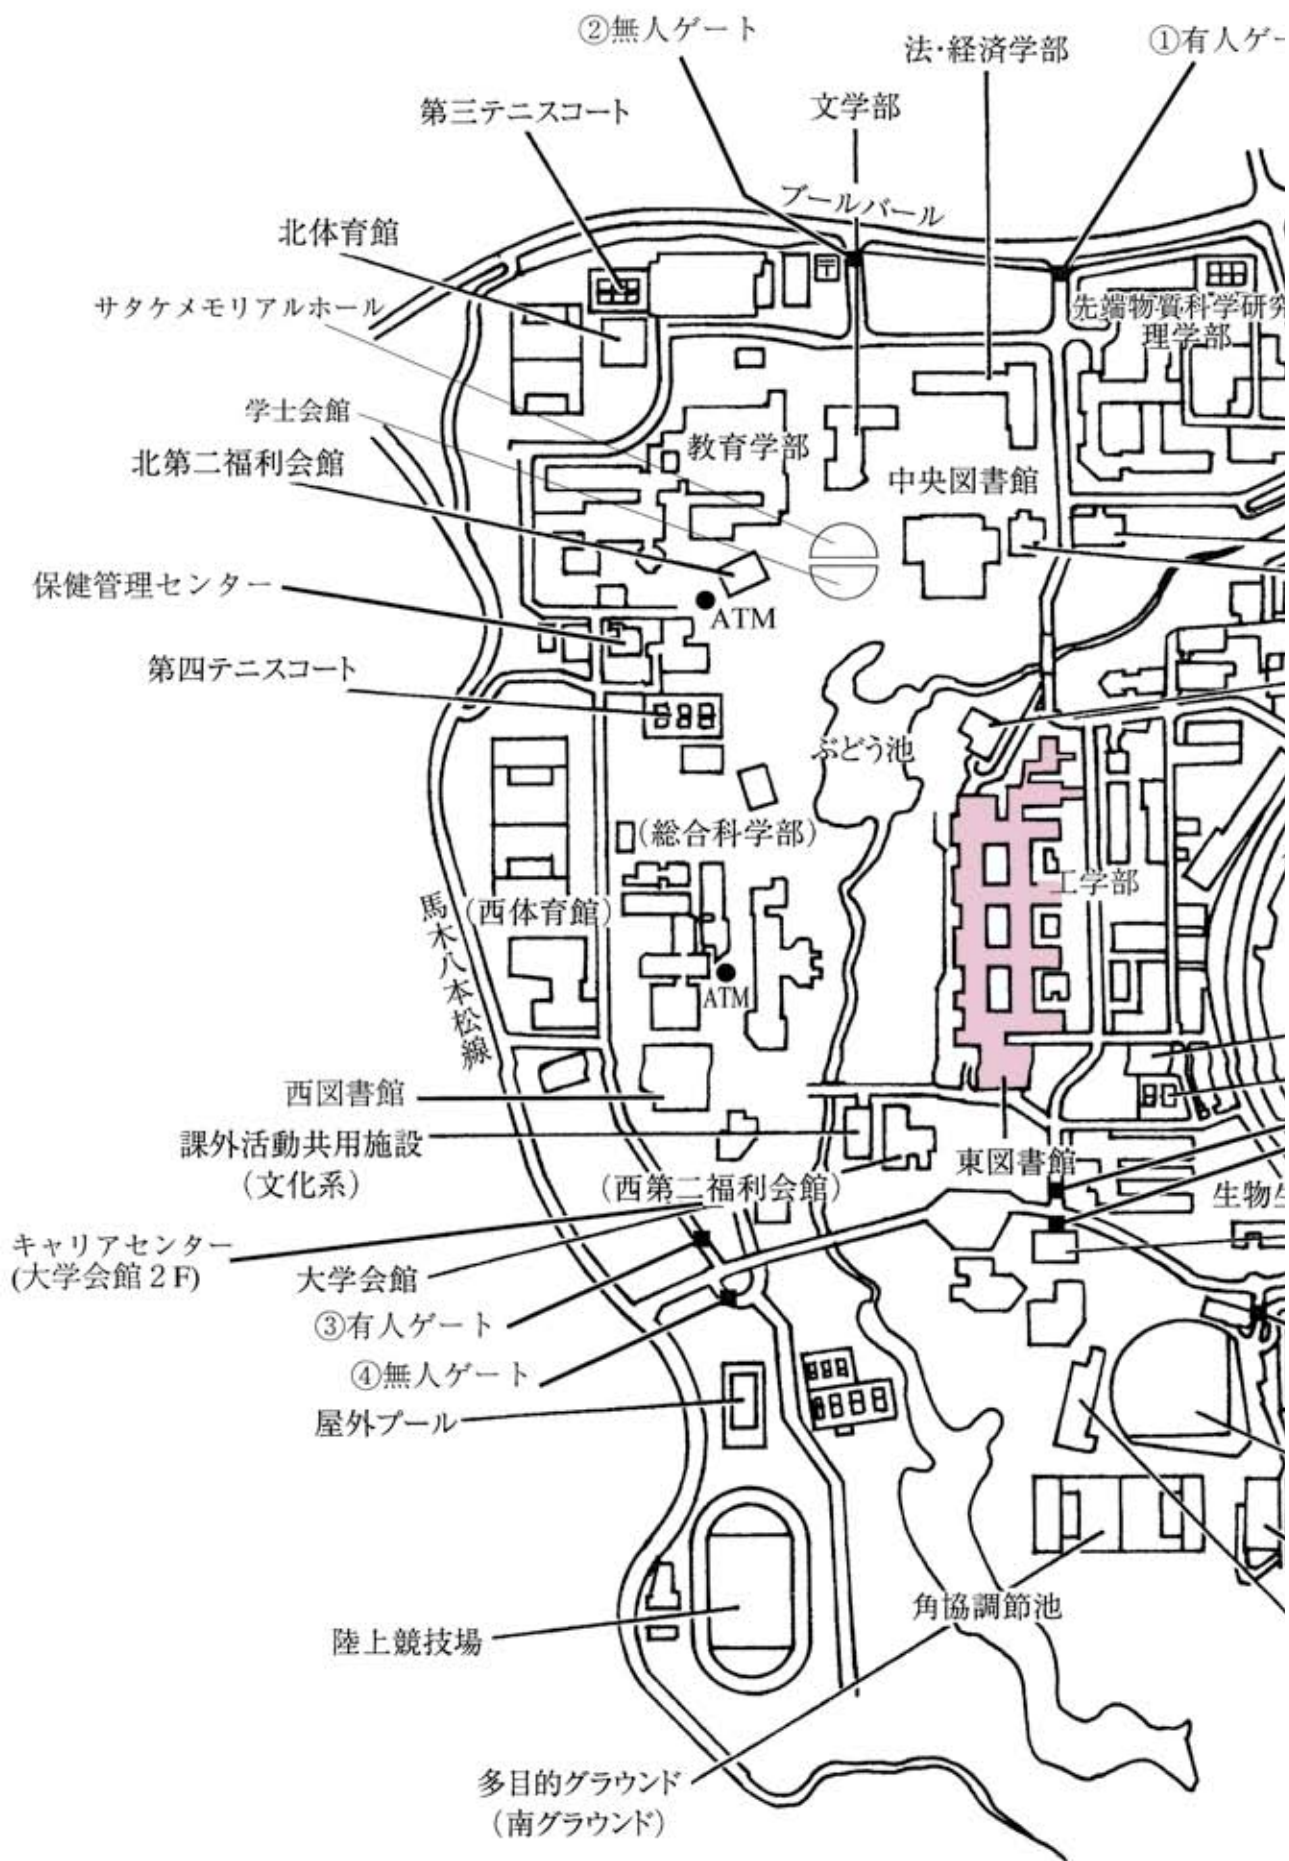 ②無人ゲート
法・経済学部
①有人ゲー
第三テニスコート
文学部
ブールバール
北体育館
サタケメモリアルホール
〒
先端物質科学研究
理学部
学士会館
北第二福利会館
教育学部
中央図書館
保健管理センター
ATM
第四テニスコート
ぶどう池
(総合科学部)
工学部
(西体育館)
馬木八本松線
ATM
西図書館
課外活動共用施設
(文化系)
東図書館
(西第二福利会館)
生物生
キャリアセンター
(大学会館2F)
大学会館
③有人ゲート
④無人ゲート
屋外プール
角協調節池
陸上競技場
多目的グラウンド
(南グラウンド)